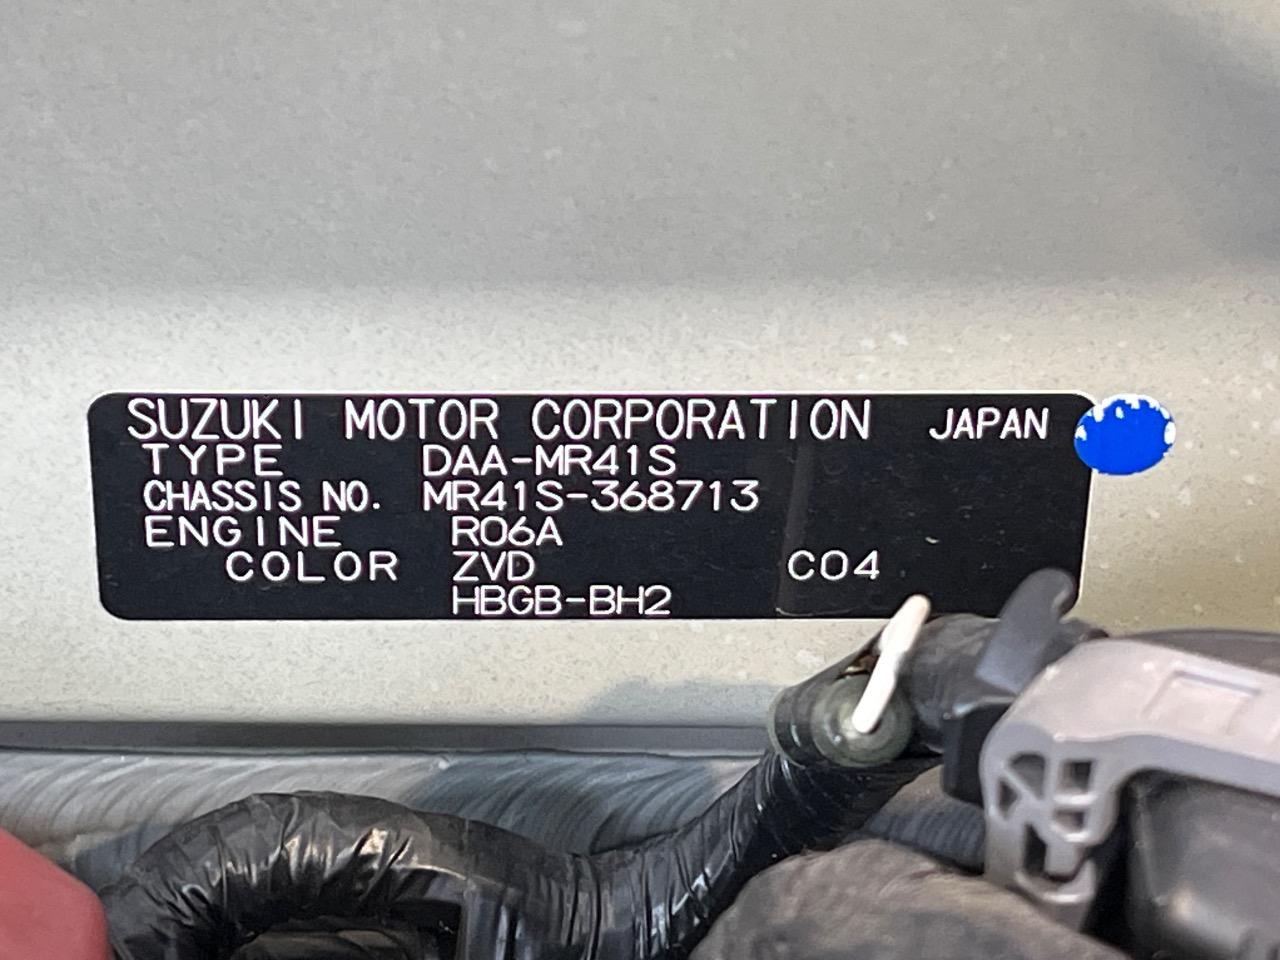 SUZUKI MOTOR CORPORATION JAPAN
TYPE DAA-MR41S
CHASSIS NO. MR41S-368713
ENGINE R06A
COLOR ZVD C04
HBGB-BH2